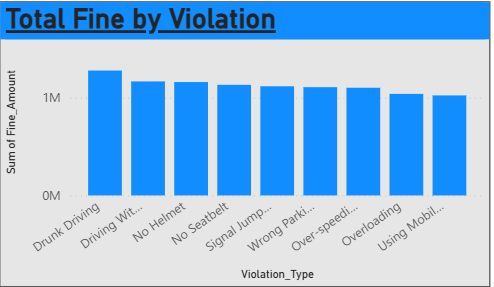 Total Fine by Violation
Sum of Fine_Amount
1M
0M
Drunk Driving
Driving Wit...
No Helmet
No Seatbelt
Signal Jump...
Wrong Parki...
Over-speedi...
Overloading
Using Mobil...
Violation_Type